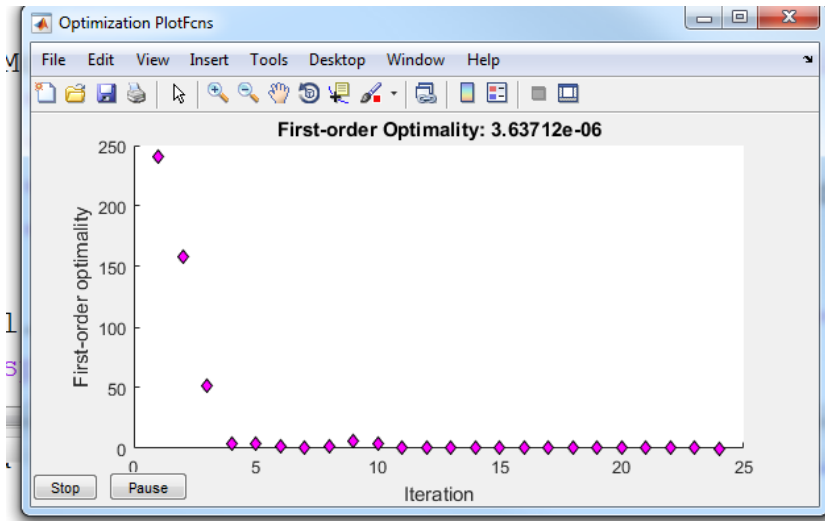 Optimization PlotFcns
File Edit View Insert Tools Desktop Window Help
M
First-order Optimality: 3.63712e-06
250
200
150
100
50
0
First-order optimality
l
s
0 5 10 15 20 25
Iteration
Stop Pause